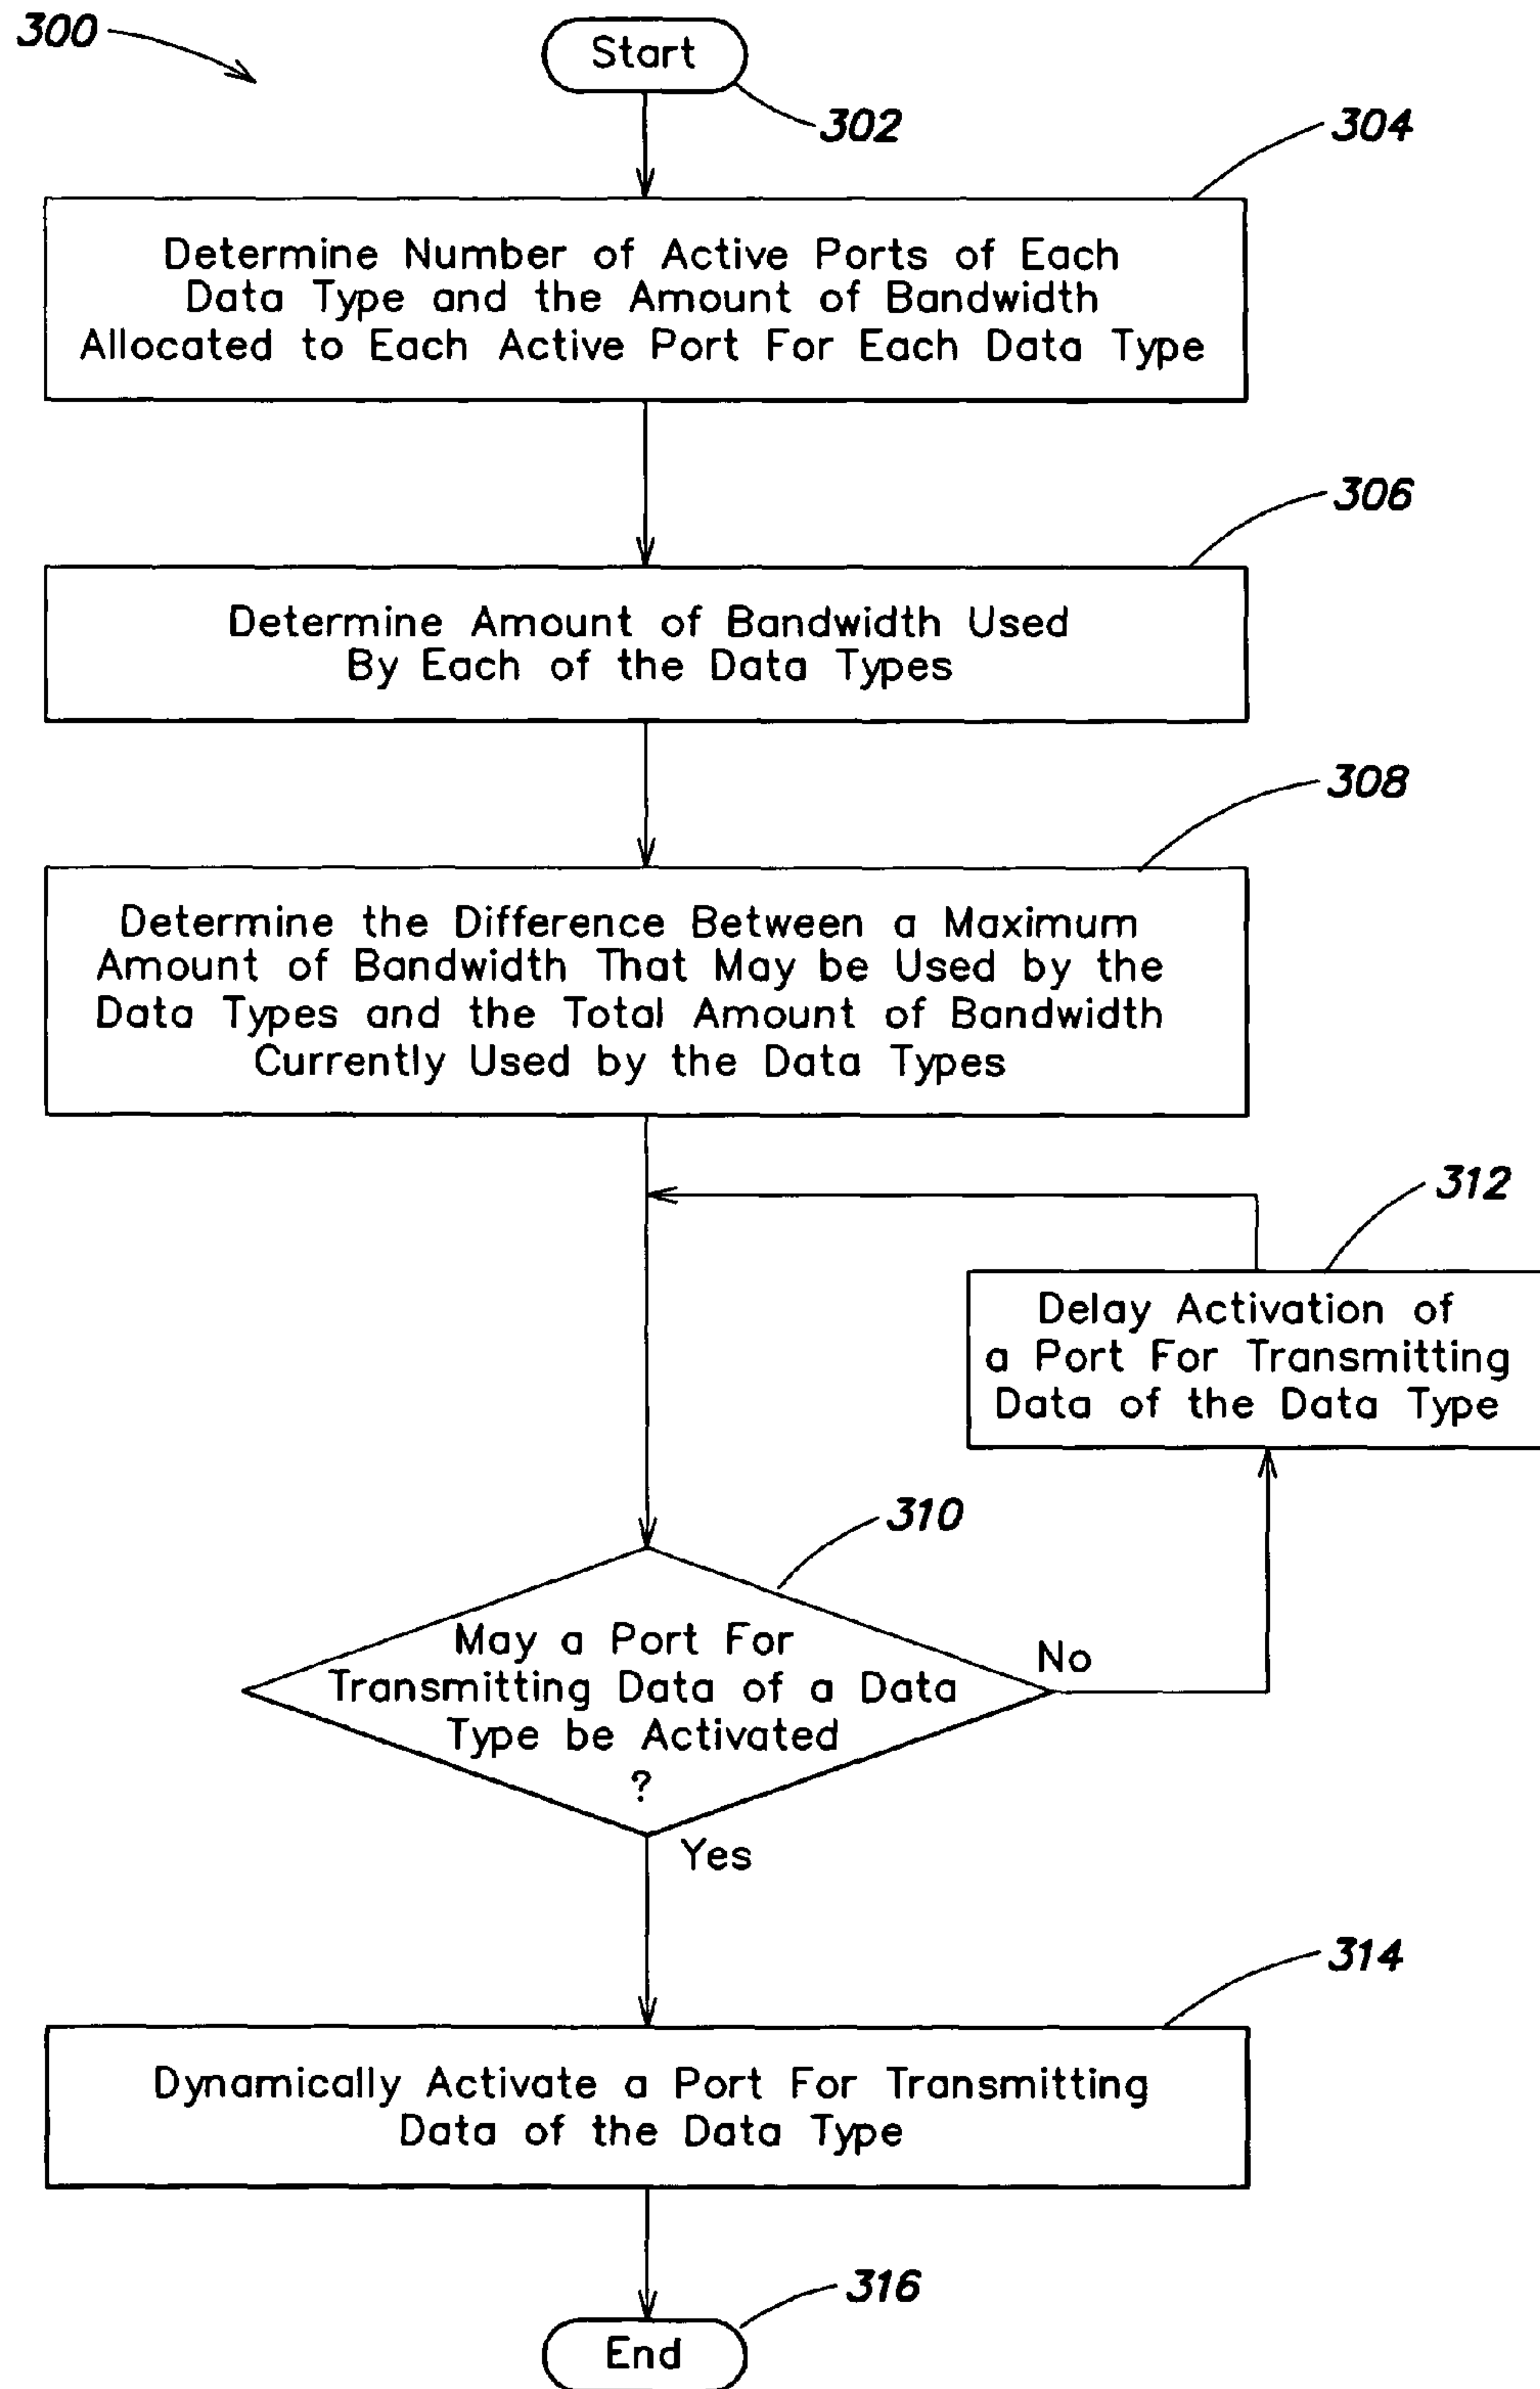 300
Start
302
304
Determine Number of Active Ports of Each
Data Type and the Amount of Bandwidth
Allocated to Each Active Port For Each Data Type
306
Determine Amount of Bandwidth Used
By Each of the Data Types
308
Determine the Difference Between a Maximum
Amount of Bandwidth That May be Used by the
Data Types and the Total Amount of Bandwidth
Currently Used by the Data Types
312
Delay Activation of
a Port For Transmitting
Data of the Data Type
310
May a Port For
Transmitting Data of a Data
Type be Activated
?
No
Yes
314
Dynamically Activate a Port For Transmitting
Data of the Data Type
316
End